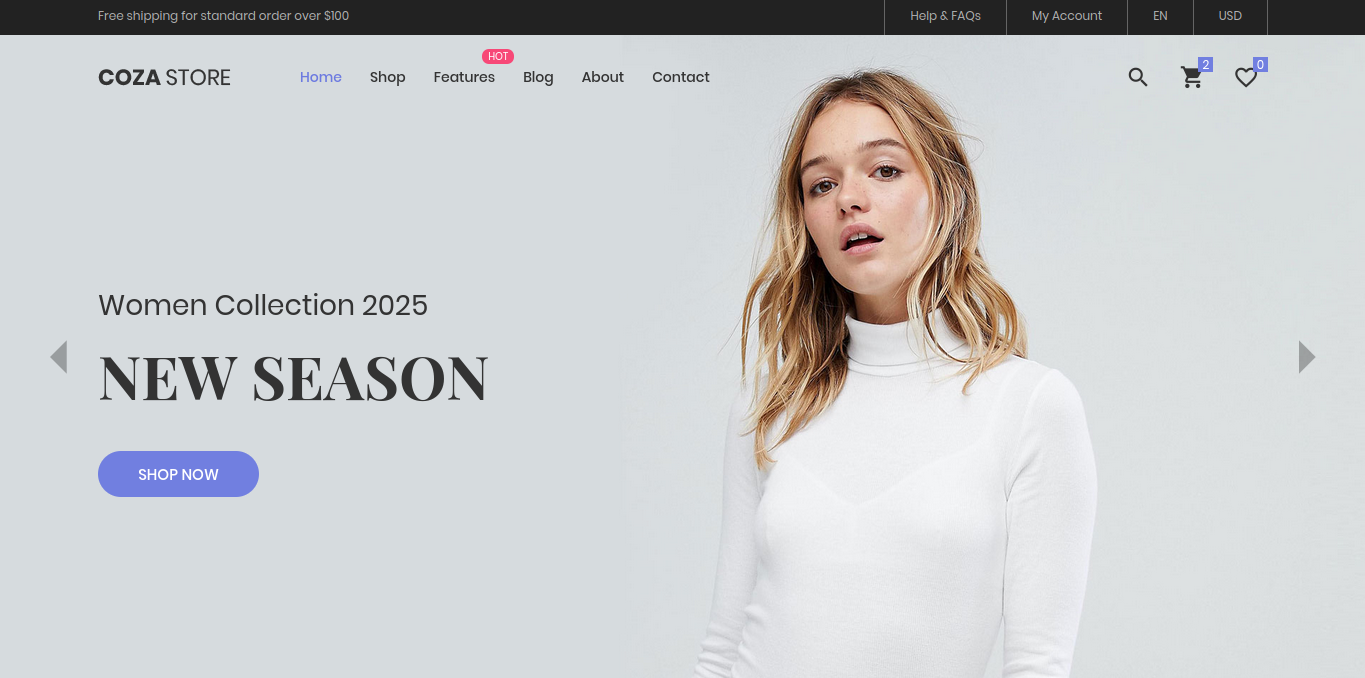 Free shipping for standard order over $100
Help & FAQs
My Account
EN
USD
COZA STORE
Home
Shop
Features
HOT
Blog
About
Contact
2
0
Women Collection 2025
NEW SEASON
SHOP NOW